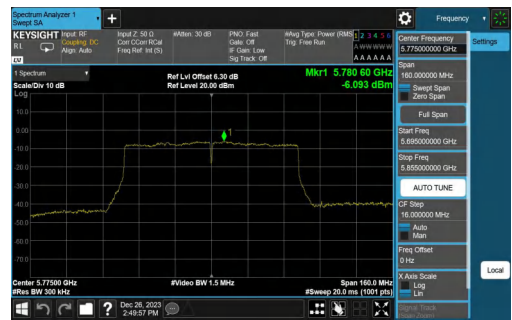 Spectrum Analyzer 1
Swept SA
Frequency
KEYSIGHT
RL
LV
Input: RF
Coupling: DC
Align: Auto
Input Z: 50 Ω
Corr CCorr RCal
Freq Ref: Int (S)
#Atten: 30 dB
PNO: Fast
Gate: Off
IF Gain: Low
Sig Track: Off
#Avg Type: Power (RMS
Trig: Free Run
1 2 3 4 5 6
A W W W W W
A A A A A A
1 Spectrum
Scale/Div 10 dB
Log
Ref Lvl Offset 6.30 dB
Ref Level 20.00 dBm
Mkr1 5.780 60 GHz
-6.093 dBm
1
10.0
0.00
-10.0
-20.0
-30.0
-40.0
-50.0
-60.0
-70.0
Center 5.77500 GHz
#Res BW 300 kHz
#Video BW 1.5 MHz
Span 160.0 MHz
#Sweep 20.0 ms (1001 pts)
Center Frequency
5.775000000 GHz
Span
160.000000 MHz
Swept Span
Zero Span
Full Span
Start Freq
5.695000000 GHz
Stop Freq
5.855000000 GHz
AUTO TUNE
CF Step
16.000000 MHz
Auto
Man
Freq Offset
0 Hz
X Axis Scale
Log
Lin
Signal Track
Settings
Local
?
Dec 26, 2023
2:49:57 PM